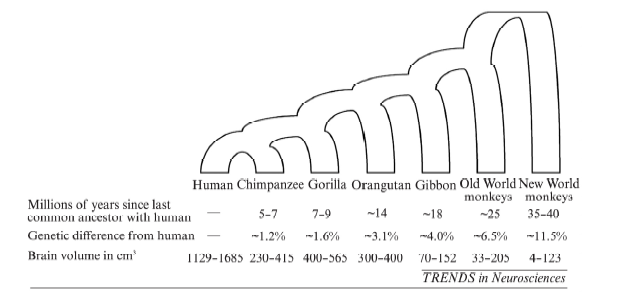 Human Chimpanzee Gorilla Orangutan Gibbon Old World monkeys New World monkeys
Millions of years since last common ancestor with human — 5–7 7–9 ~14 ~18 ~25 35–40
Genetic difference from human — ~1.2% ~1.6% ~3.1% ~4.0% ~6.5% ~11.5%
Brain volume in cm³ 1129–1685 230–415 400–565 300–400 70–152 33–205 4–123
TRENDS in Neurosciences